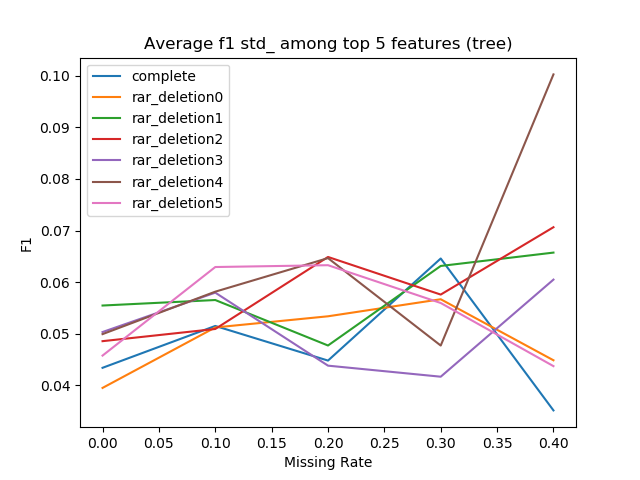 Average f1 std_ among top 5 features (tree)
complete
rar_deletion0
rar_deletion1
rar_deletion2
rar_deletion3
rar_deletion4
rar_deletion5
F1
0.10
0.09
0.08
0.07
0.06
0.05
0.04
0.00 0.05 0.10 0.15 0.20 0.25 0.30 0.35 0.40
Missing Rate